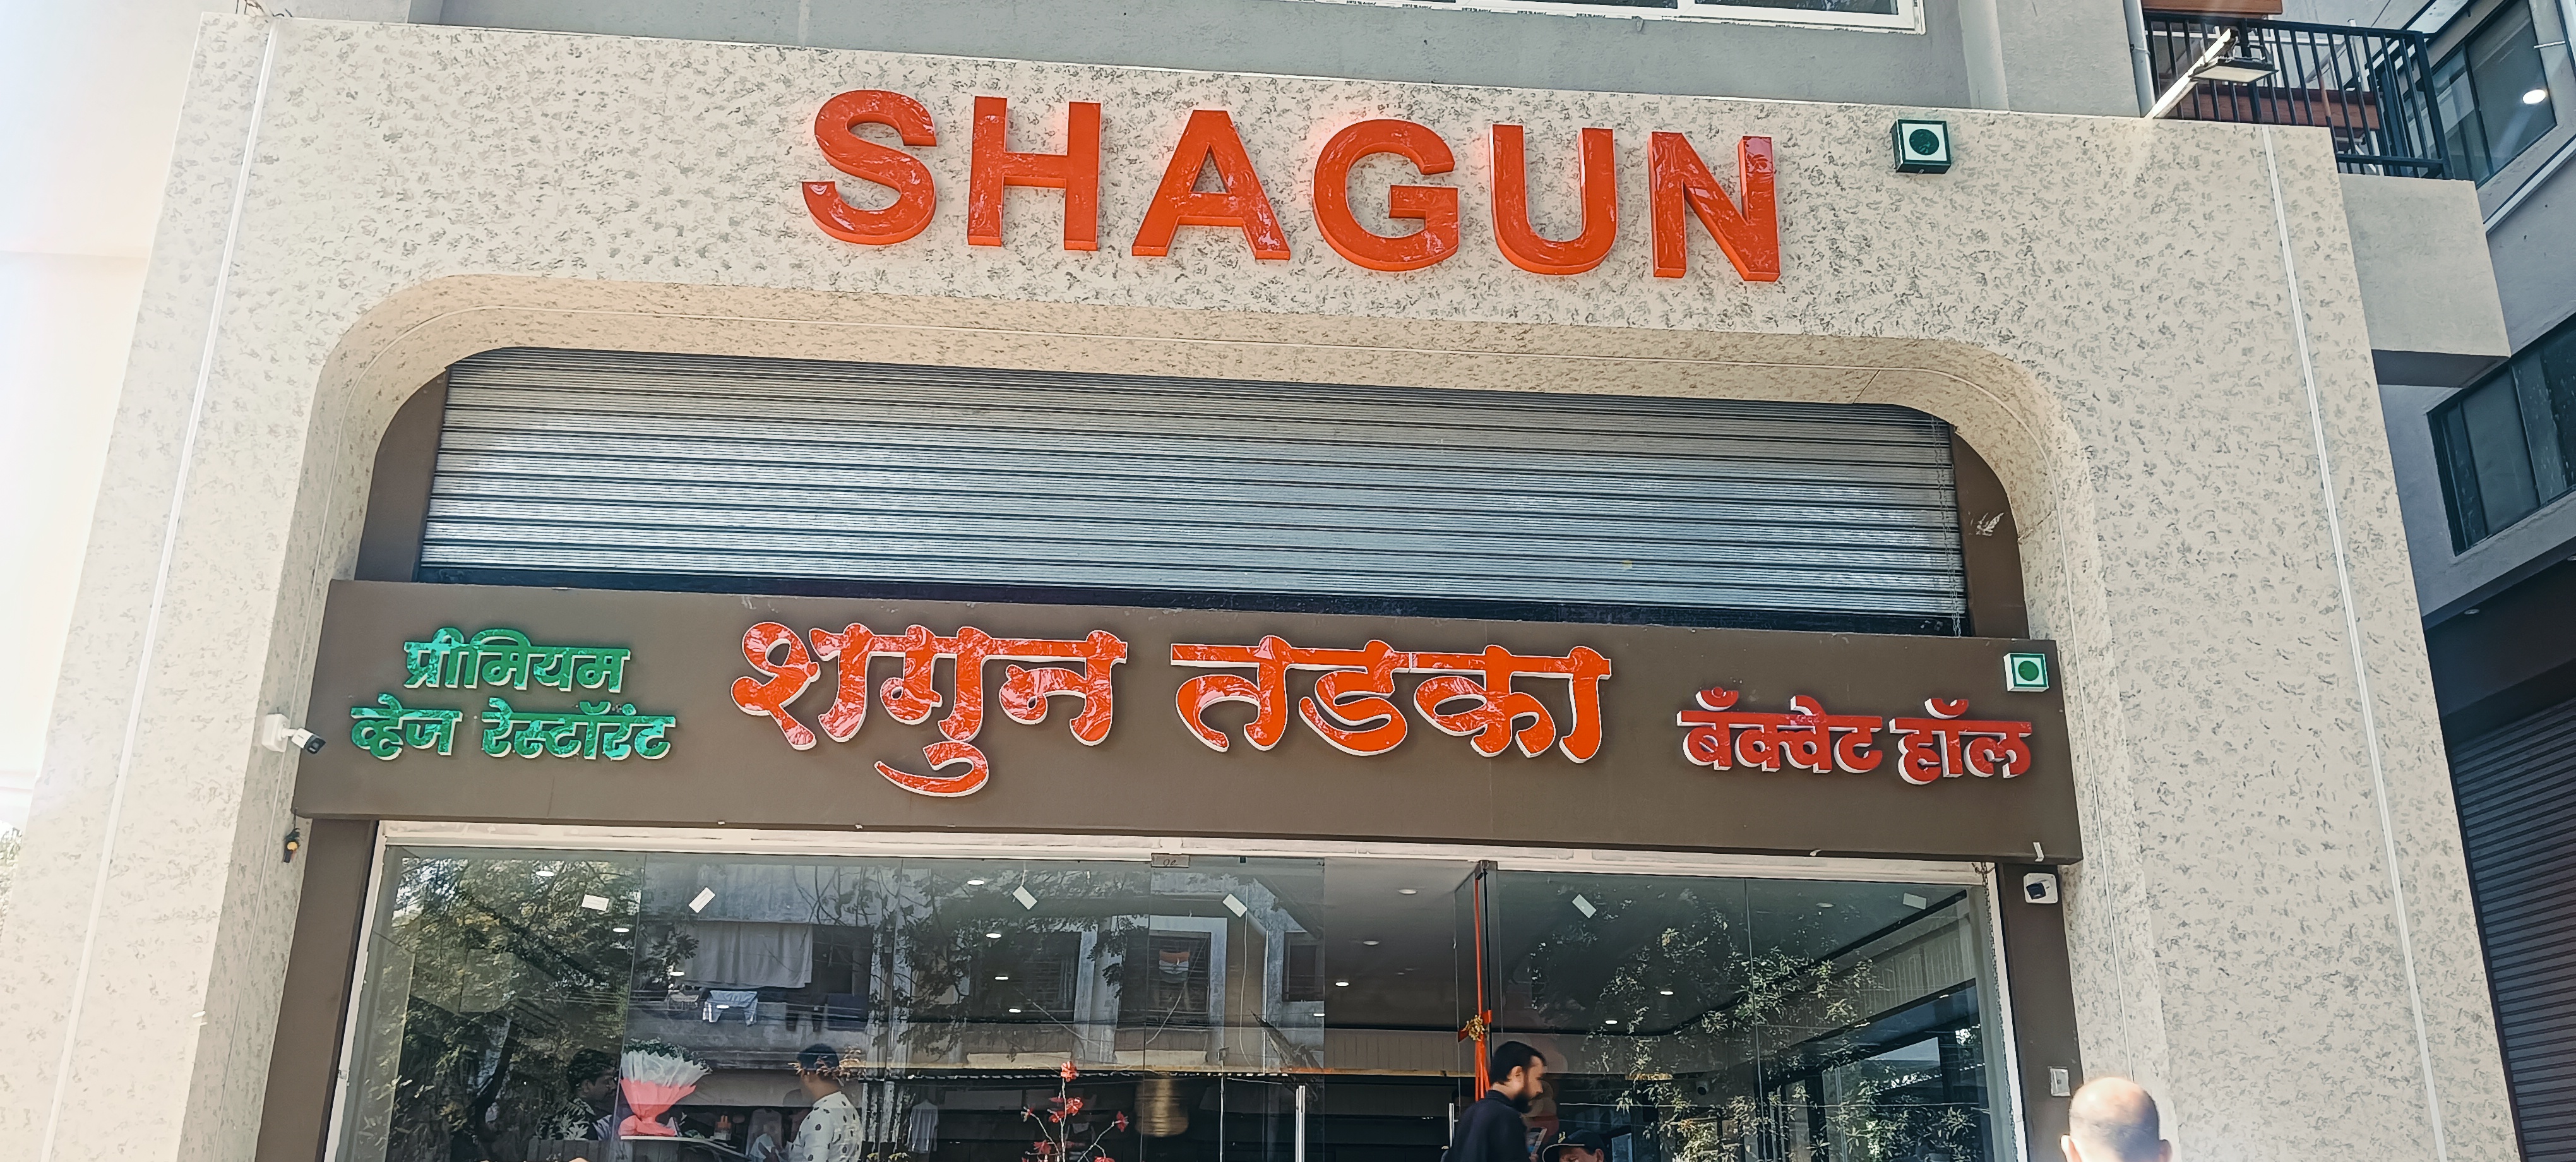 SHAGUN
प्रीमियम
व्हेज रेस्टॉरंट
शगुन तडका
बँक्वेट हॉल